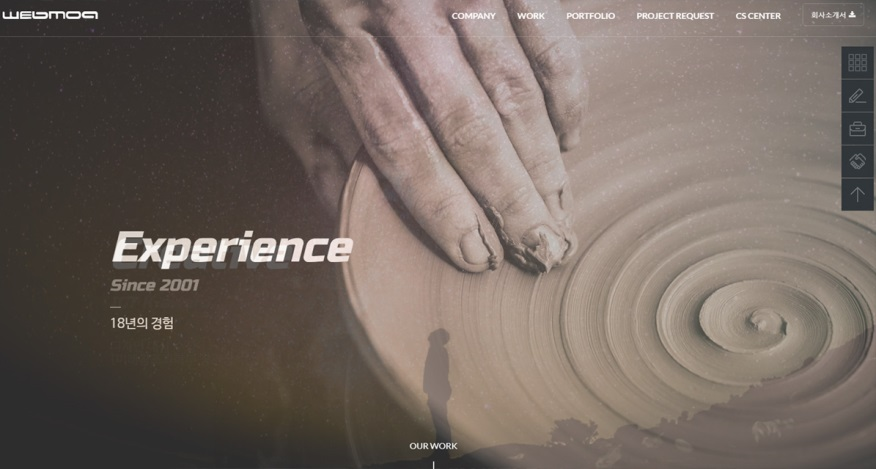 WEBMOA
COMPANY
WORK
PORTFOLIO
PROJECT REQUEST
CS CENTER
회사소개서
Experience
Since 2001
18년의 경험
OUR WORK